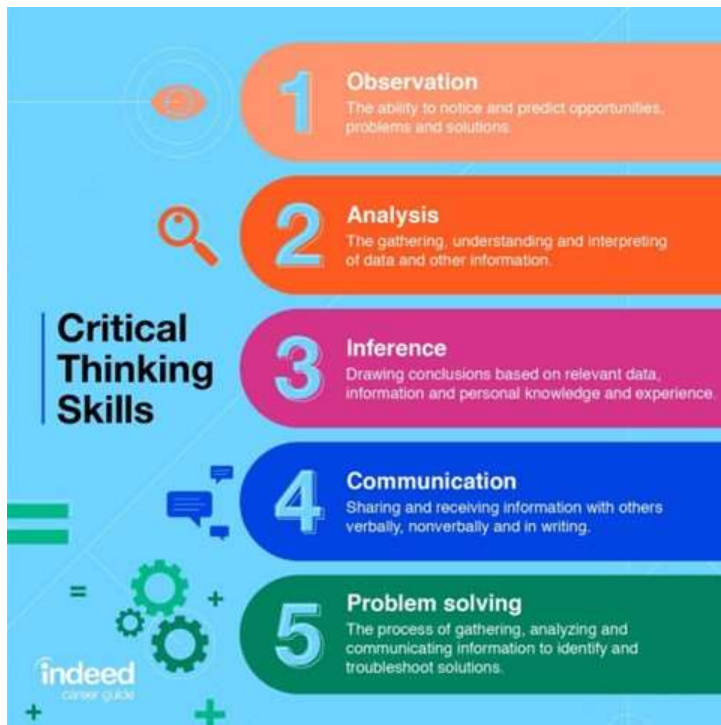 Critical
Thinking
Skills
1
Observation
The ability to notice and predict opportunities,
problems and solutions.
2
Analysis
The gathering, understanding and interpreting
of data and other information.
3
Inference
Drawing conclusions based on relevant data,
information and personal knowledge and experience.
4
Communication
Sharing and receiving information with others
verbally, nonverbally and in writing.
5
Problem solving
The process of gathering, analyzing and
communicating information to identify and
troubleshoot solutions.
indeed
career guide